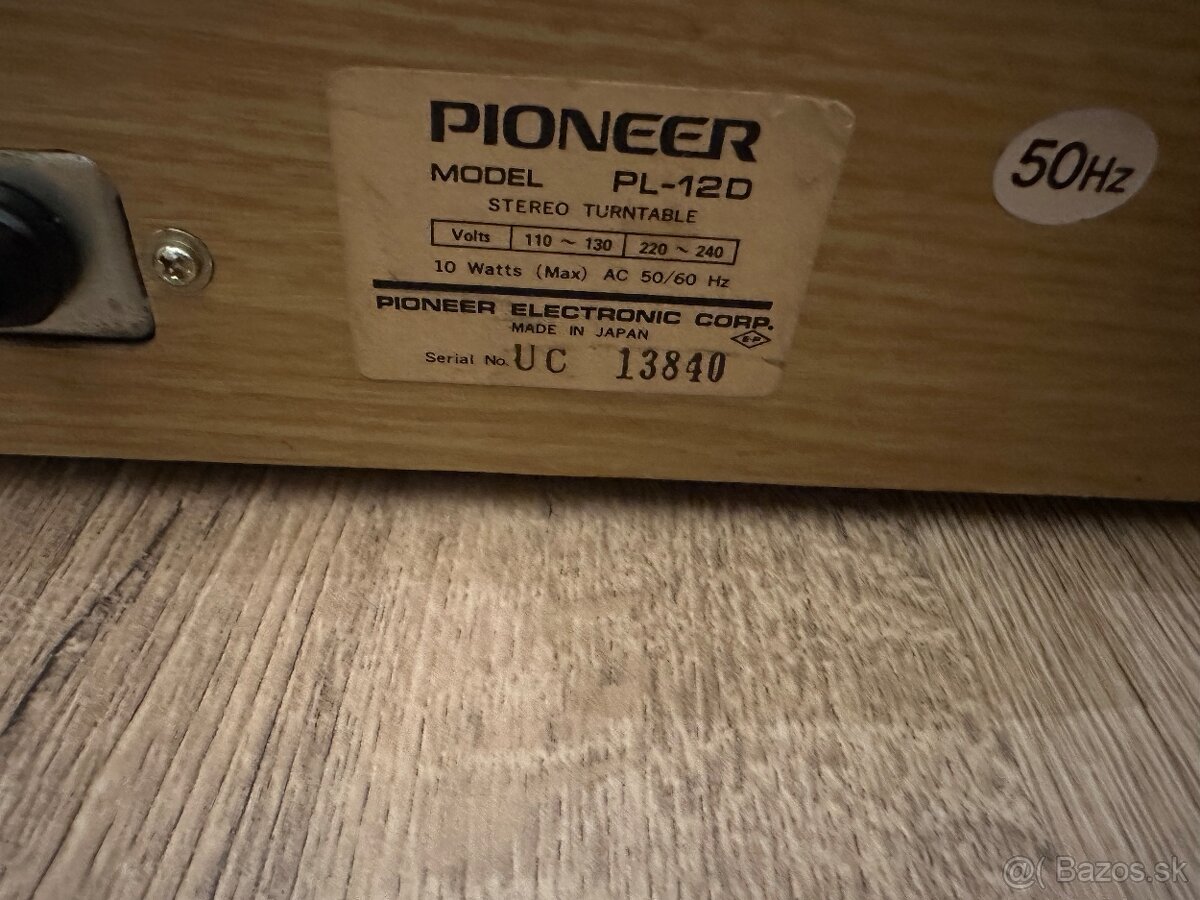 PIONEER
MODEL PL-12D
STEREO TURNTABLE
Volts 110 ~ 130 220 ~ 240
10 Watts (Max) AC 50/60 Hz
PIONEER ELECTRONIC CORP.
MADE IN JAPAN
E-P
Serial No. UC 13840
50Hz
@( Bazos.sk